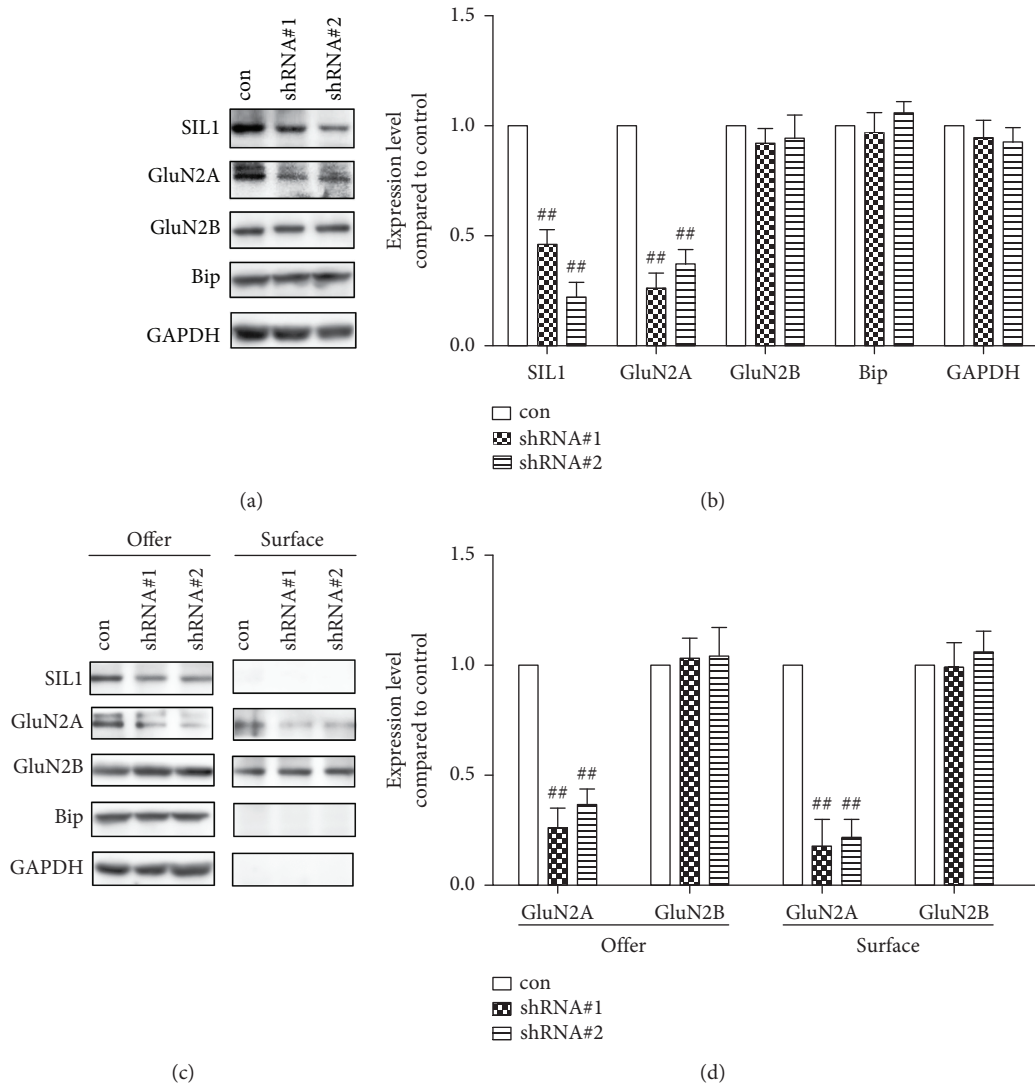 con
shRNA#1
shRNA#2
SIL1
GluN2A
GluN2B
Bip
GAPDH
(a)
Expression level
compared to control
1.5
1.0
0.5
0.0
##
##
##
##
SIL1 GluN2A GluN2B Bip GAPDH
con
shRNA#1
shRNA#2
(b)
Offer Surface
con
shRNA#1
shRNA#2
con
shRNA#1
shRNA#2
SIL1
GluN2A
GluN2B
Bip
GAPDH
(c)
Expression level
compared to control
1.5
1.0
0.5
0.0
##
##
## ##
GluN2A GluN2B GluN2A GluN2B
Offer Surface
con
shRNA#1
shRNA#2
(d)